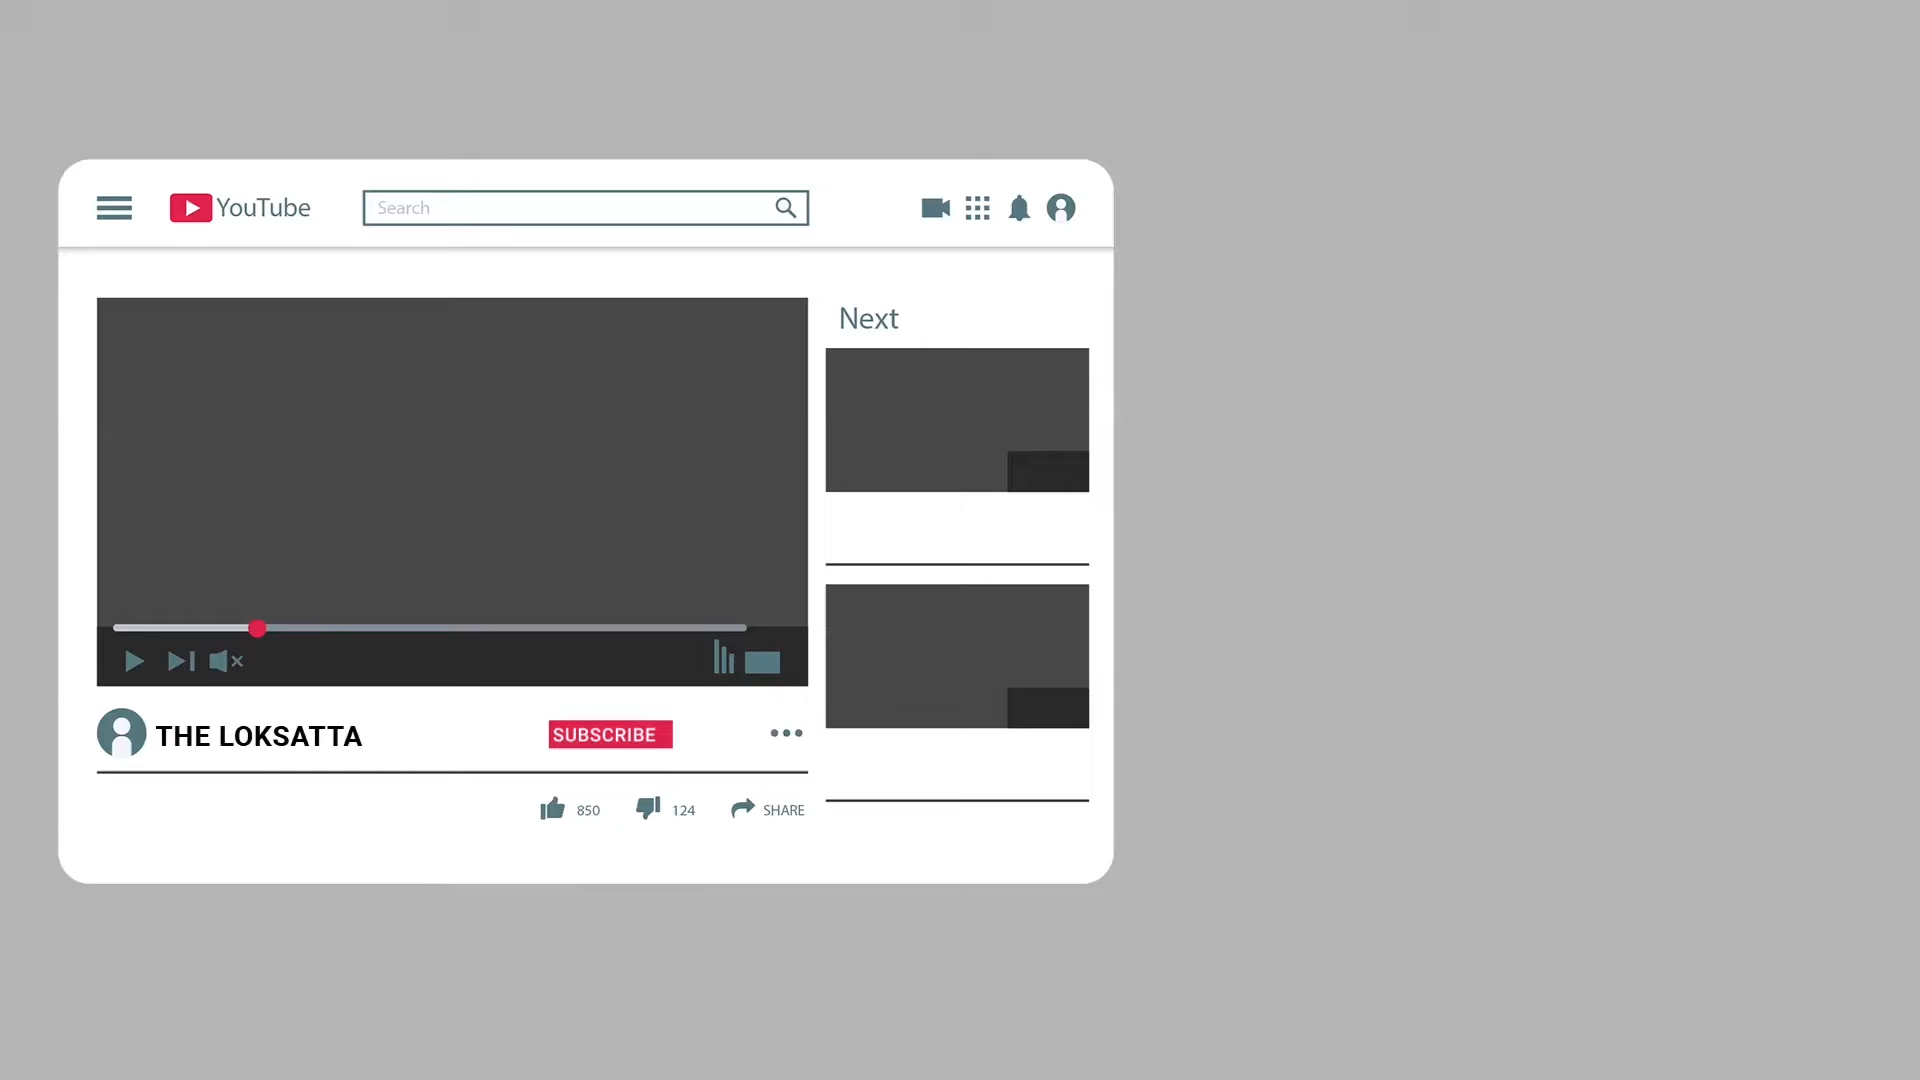 YouTube
Search
Next
THE LOKSATTA
SUBSCRIBE
850
124
SHARE